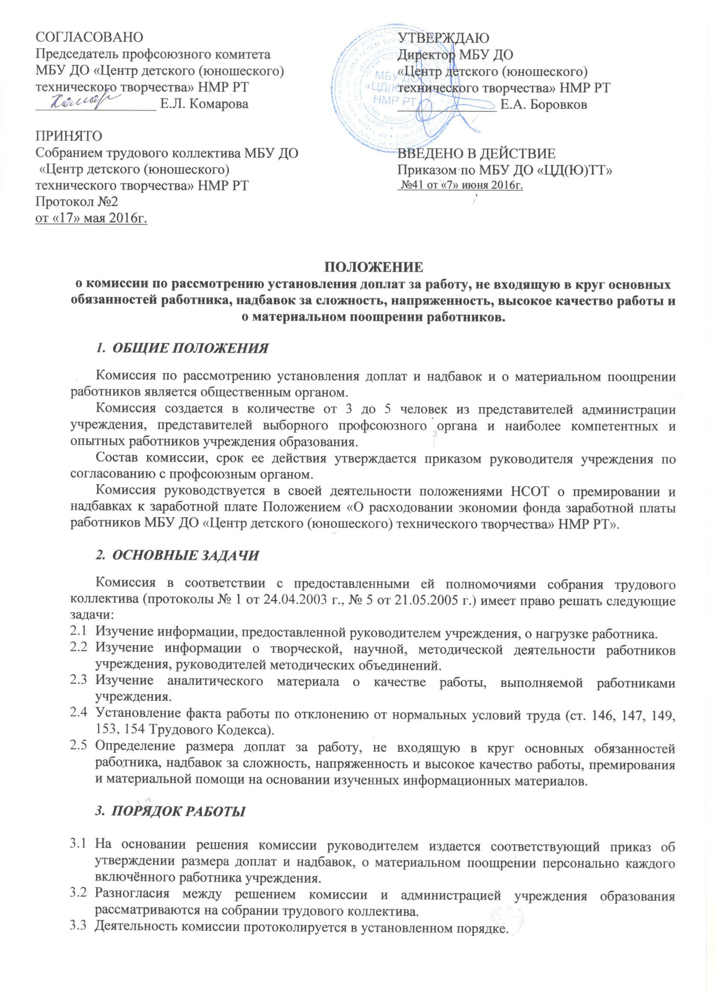 СОГЛАСОВАНО
Председатель профсоюзного комитета
МБУ ДО «Центр детского (юношеского)
технического творчества» НМР РТ
Комар Е.Л. Комарова
УТВЕРЖДАЮ
Директор МБУ ДО
«Центр детского (юношеского)
технического творчества» НМР РТ
Е.А. Боровков
МБУ ДО
«ЦД(Ю)
НМР РТ
ПРИНЯТО
Собранием трудового коллектива МБУ ДО
«Центр детского (юношеского)
технического творчества» НМР РТ
Протокол №2
от «17» мая 2016г.
ВВЕДЕНО В ДЕЙСТВИЕ
Приказом по МБУ ДО «ЦД(Ю)ТТ»
№41 от «7» июня 2016г.
ПОЛОЖЕНИЕ
о комиссии по рассмотрению установления доплат за работу, не входящую в круг основных
обязанностей работника, надбавок за сложность, напряженность, высокое качество работы и
о материальном поощрении работников.
1. ОБЩИЕ ПОЛОЖЕНИЯ
Комиссия по рассмотрению установления доплат и надбавок и о материальном поощрении
работников является общественным органом.
Комиссия создается в количестве от 3 до 5 человек из представителей администрации
учреждения, представителей выборного профсоюзного органа и наиболее компетентных и
опытных работников учреждения образования.
Состав комиссии, срок ее действия утверждается приказом руководителя учреждения по
согласованию с профсоюзным органом.
Комиссия руководствуется в своей деятельности положениями НСОТ о премировании и
надбавках к заработной плате Положением «О расходовании экономии фонда заработной платы
работников МБУ ДО «Центр детского (юношеского) технического творчества» НМР РТ».
2. ОСНОВНЫЕ ЗАДАЧИ
Комиссия в соответствии с предоставленными ей полномочиями собрания трудового
коллектива (протоколы № 1 от 24.04.2003 г., № 5 от 21.05.2005 г.) имеет право решать следующие
задачи:
2.1 Изучение информации, предоставленной руководителем учреждения, о нагрузке работника.
2.2 Изучение информации о творческой, научной, методической деятельности работников
учреждения, руководителей методических объединений.
2.3 Изучение аналитического материала о качестве работы, выполняемой работниками
учреждения.
2.4 Установление факта работы по отклонению от нормальных условий труда (ст. 146, 147, 149,
153, 154 Трудового Кодекса).
2.5 Определение размера доплат за работу, не входящую в круг основных обязанностей
работника, надбавок за сложность, напряженность и высокое качество работы, премирования
и материальной помощи на основании изученных информационных материалов.
3. ПОРЯДОК РАБОТЫ
3.1 На основании решения комиссии руководителем издается соответствующий приказ об
утверждении размера доплат и надбавок, о материальном поощрении персонально каждого
включённого работника учреждения.
3.2 Разногласия между решением комиссии и администрацией учреждения образования
рассматриваются на собрании трудового коллектива.
3.3 Деятельность комиссии протоколируется в установленном порядке.